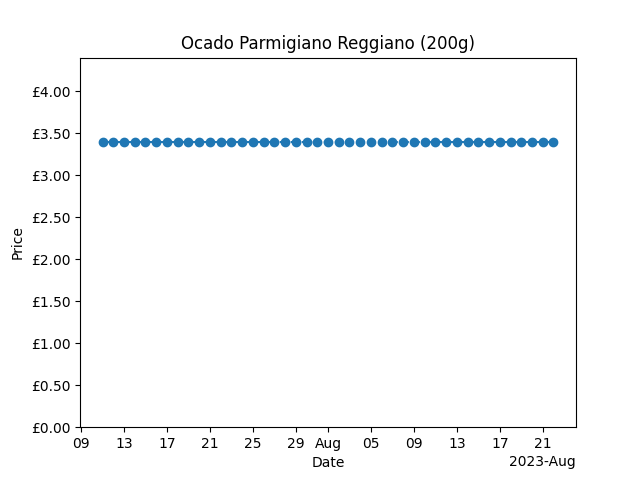 Ocado Parmigiano Reggiano (200g)
£4.00
£3.50
£3.00
£2.50
£2.00
£1.50
£1.00
£0.50
£0.00
Price
09 13 17 21 25 29 Aug 05 09 13 17 21
Date
2023-Aug